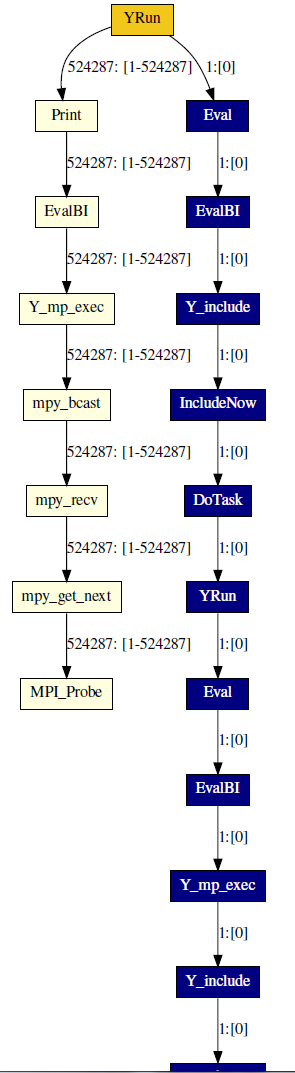 YRun
524287: [1-524287] 1:[0]
Print Eval
524287: [1-524287] 1:[0]
EvalBI EvalBI
524287: [1-524287] 1:[0]
Y_mp_exec Y_include
524287: [1-524287] 1:[0]
mpy_bcast IncludeNow
524287: [1-524287] 1:[0]
mpy_recv DoTask
524287: [1-524287] 1:[0]
mpy_get_next YRun
524287: [1-524287] 1:[0]
MPI_Probe Eval
1:[0]
EvalBI
1:[0]
Y_mp_exec
1:[0]
Y_include
1:[0]